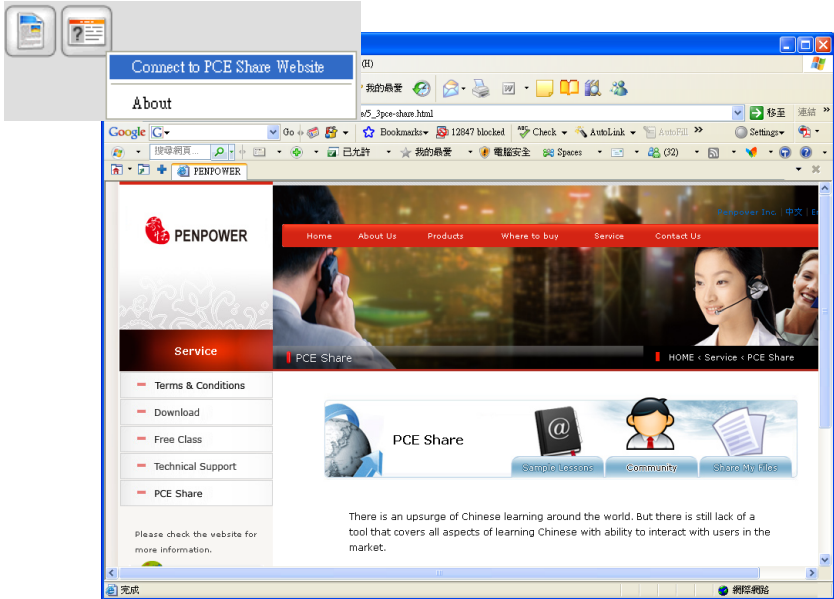 Connect to PCE Share Website
About
(H)
我的最愛
e/5_3pce-share.html
移至 連結 »
Google G Go Bookmarks 12847 blocked ABC Check AutoLink AutoFill » Settings
搜尋網頁... 已允許 我的最愛 電腦安全 Spaces (32)
PENPOWER
Penpower Inc. | 中文 | E
PENPOWER
Home About Us Products Where to buy Service Contact Us
Service
PCE Share
HOME < Service < PCE Share
Terms & Conditions
Download
Free Class
Technical Support
PCE Share
PCE Share
@
Sample Lessons Community Share My Files
There is an upsurge of Chinese learning around the world. But there is still lack of a
tool that covers all aspects of learning Chinese with ability to interact with users in the
market.
Please check the website for
more information.
完成
網際網路